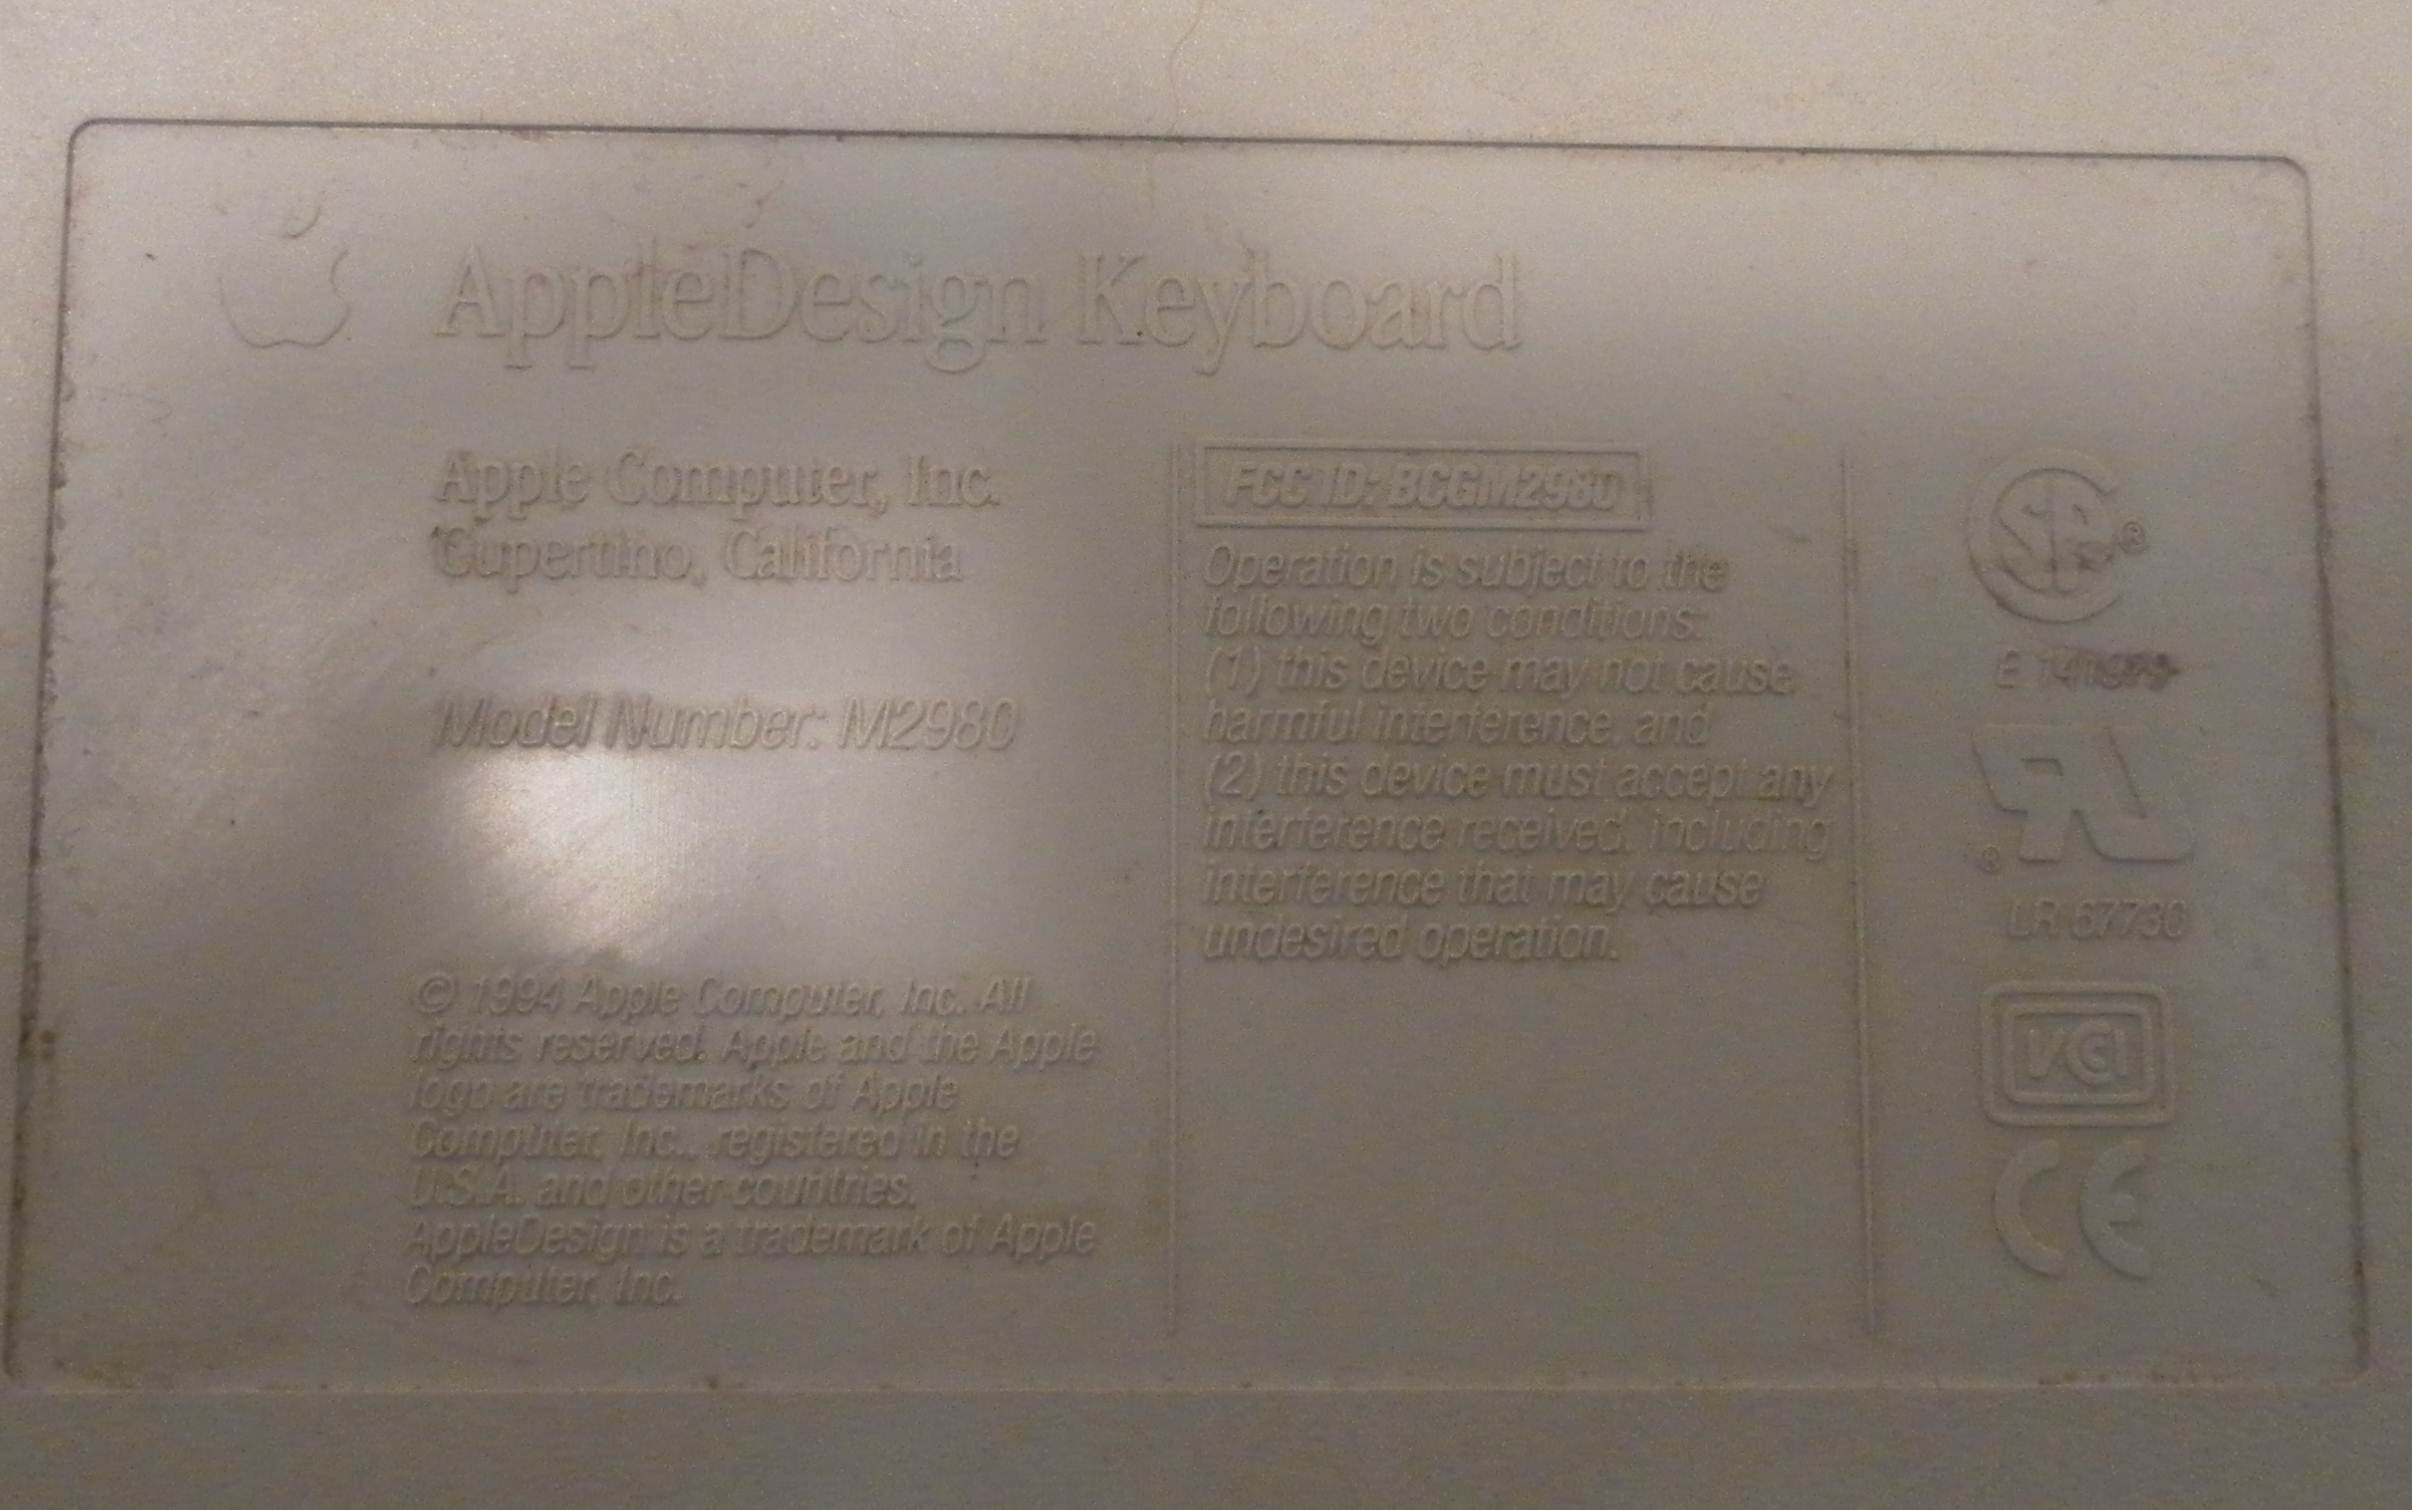 AppleDesign Keyboard
Apple Computer, Inc.
Cupertino, California
Model Number: M2980
© 1994 Apple Computer, Inc. All
rights reserved. Apple and the Apple
logo are trademarks of Apple
Computer, Inc., registered in the
U.S.A. and other countries.
AppleDesign is a trademark of Apple
Computer, Inc.
FCC ID: BCGM2980
Operation is subject to the
following two conditions:
(1) this device may not cause
harmful interference, and
(2) this device must accept any
interference received, including
interference that may cause
undesired operation.
SA ®
E
UR ®
LR 67730
VCI
CE